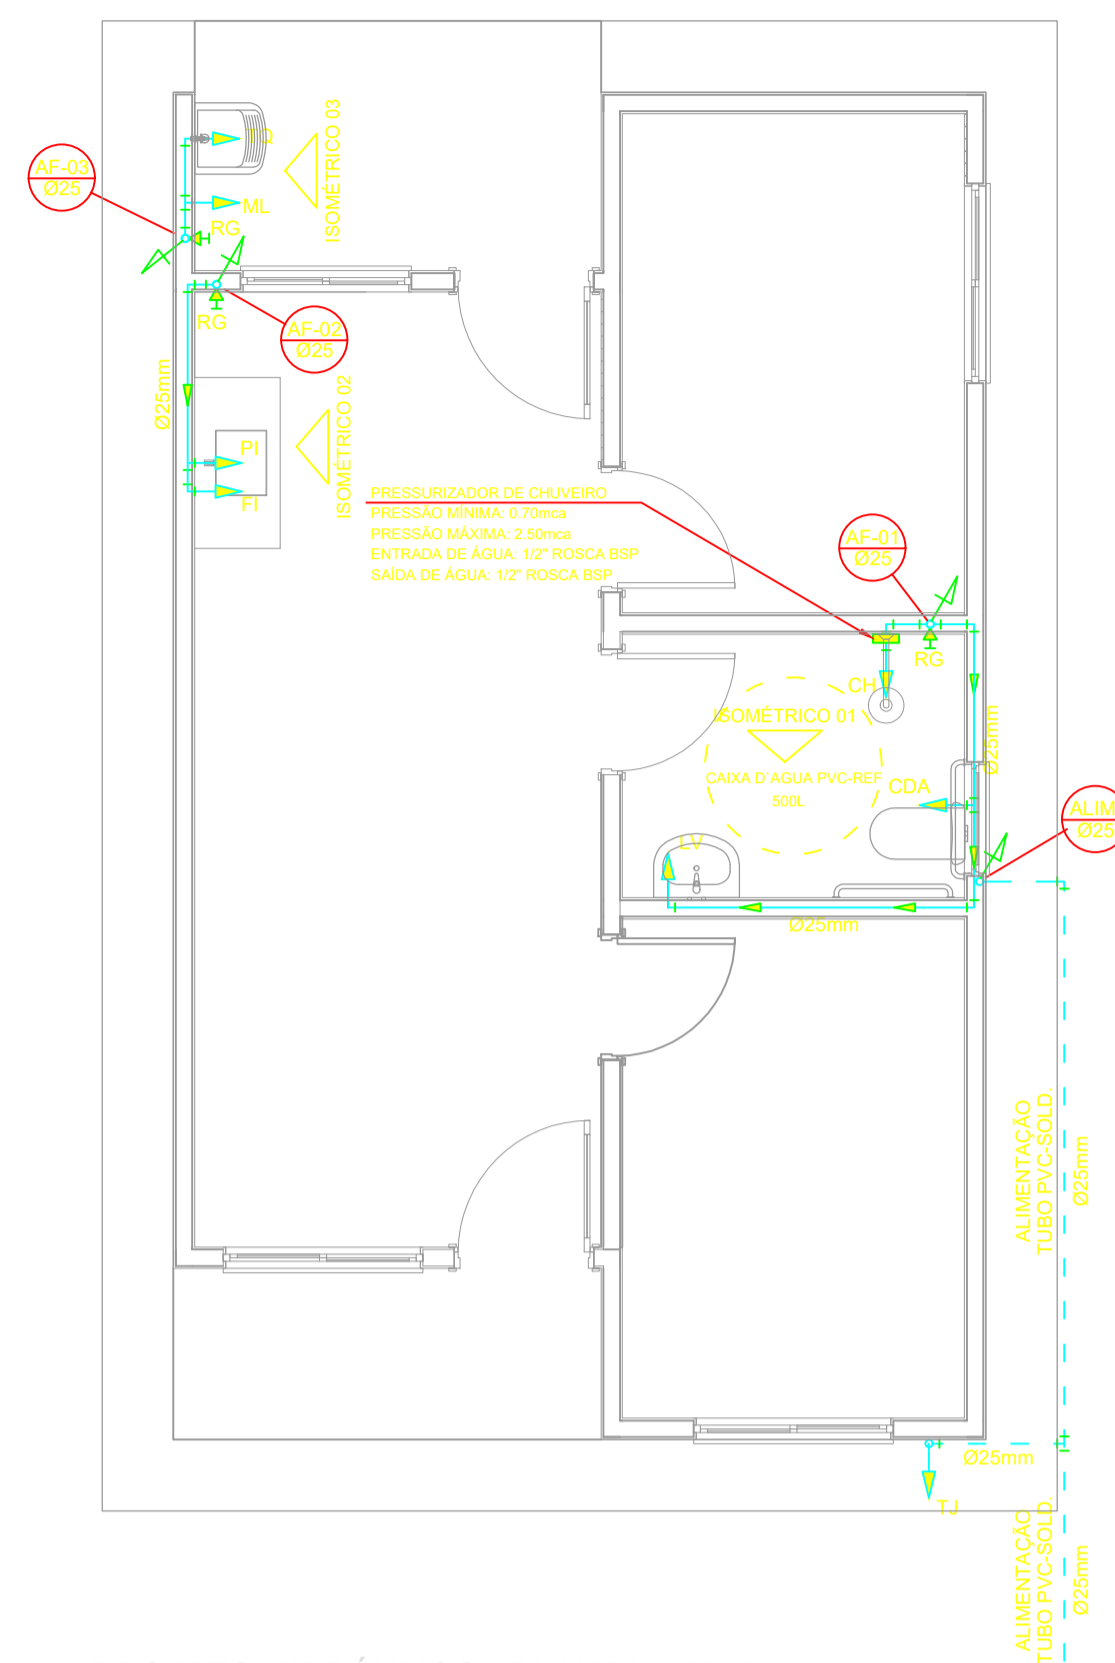 TQ
ISOMÉTRICO 03
AF-03
Ø25
ML
RG
RG
AF-02
Ø25
Ø25mm
ISOMÉTRICO 02
PI
FI
PRESSURIZADOR DE CHUVEIRO
PRESSÃO MÍNIMA: 0.70mca
PRESSÃO MÁXIMA: 2.50mca
ENTRADA DE ÁGUA: 1/2" ROSCA BSP
SAÍDA DE ÁGUA: 1/2" ROSCA BSP
AF-01
Ø25
RG
CH
ISOMÉTRICO 01
Ø25mm
CAIXA D`AGUA PVC-REF
500L
CDA
ALIM
Ø25
LV
Ø25mm
ALIMENTAÇÃO
TUBO PVC-SOLD.
Ø25mm
Ø25mm
TJ
ALIMENTAÇÃO
TUBO PVC-SOLD.
Ø25mm